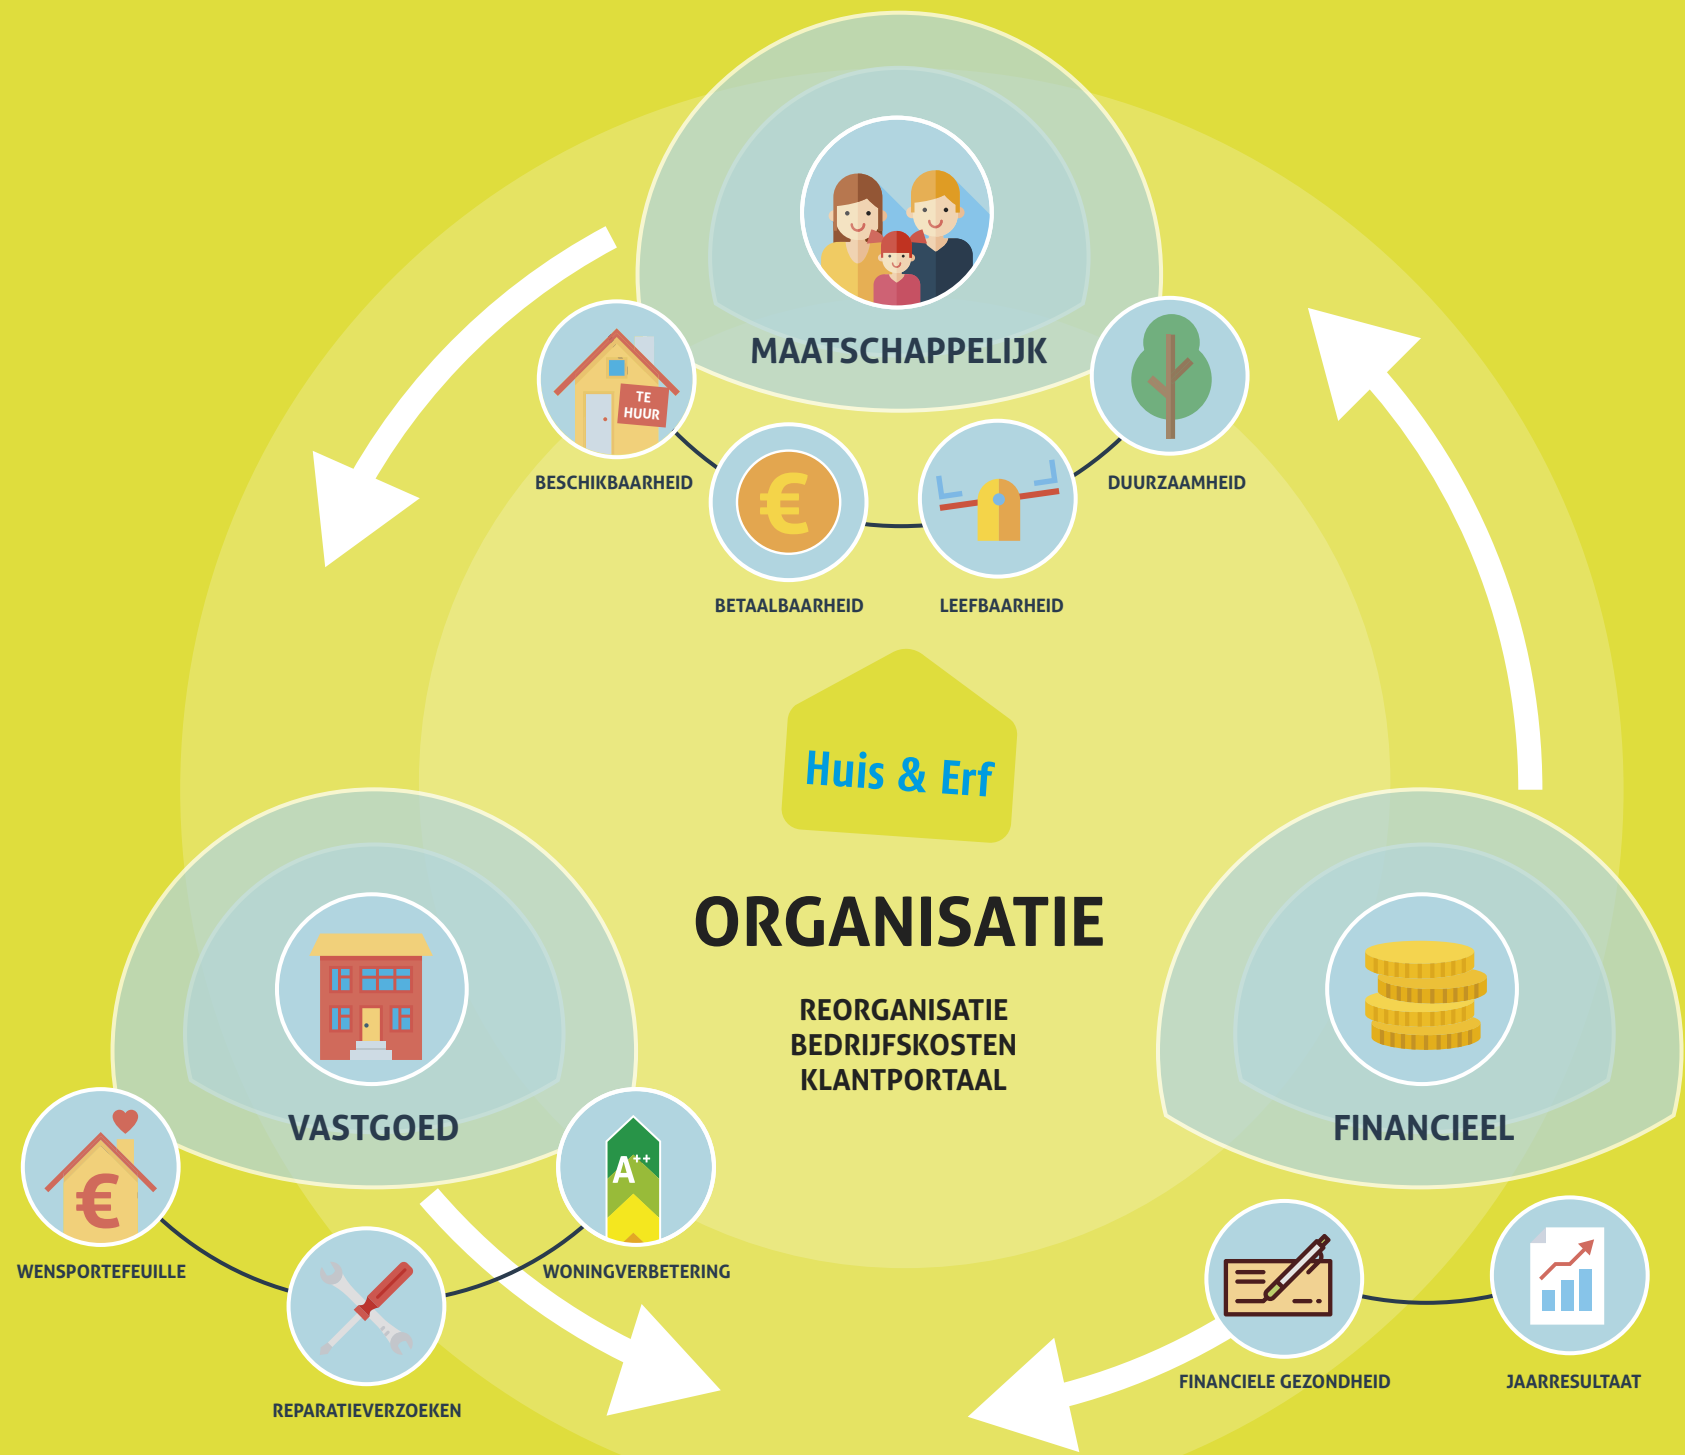 MAATSCHAPPELIJK
TE
HUUR
BESCHIKBAARHEID
DUURZAAMHEID
€
BETAALBAARHEID
LEEFBAARHEID
Huis & Erf
ORGANISATIE
REORGANISATIE
BEDRIJFSKOSTEN
KLANTPORTAAL
VASTGOED
€
WENSPORTEFEUILLE
A++
WONINGVERBETERING
REPARATIEVERZOEKEN
FINANCIEEL
FINANCIELE GEZONDHEID
JAARRESULTAAT